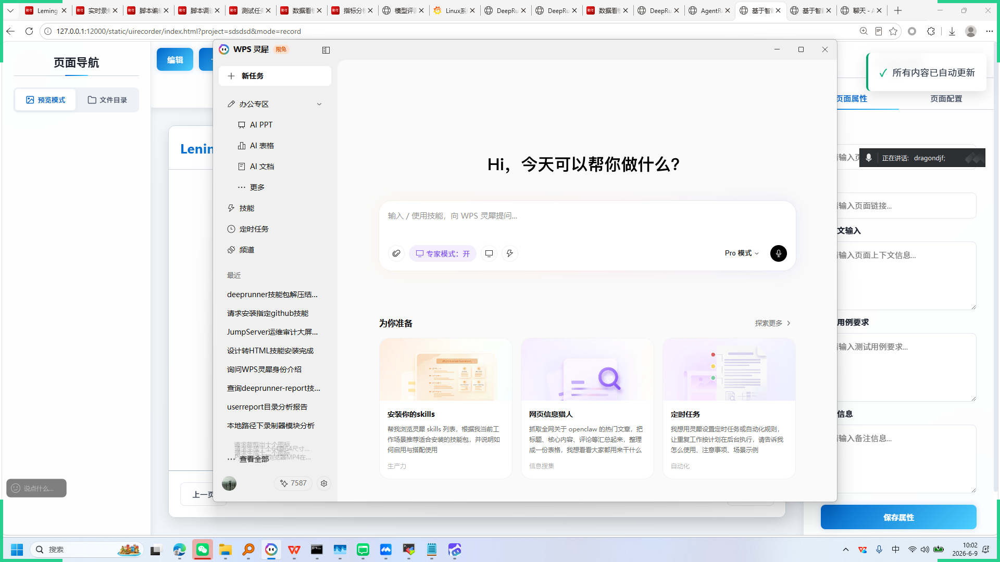 Leming
实时录制
脚本编辑
脚本调试
测试任务
数据看板
指标分析
模型评测
Linux系统
DeepRu
DeepRu
数据看板
DeepRu
AgentRu
基于智能
基于智能
聊天 - A
127.0.0.1:12000/static/uirecorder/index.html?project=sdsdsd&mode=record
页面导航
预览模式
文件目录
编辑
Lenin
上一页
说点什么...
WPS 灵犀
限免
新任务
办公专区
AI PPT
AI 表格
AI 文档
更多
技能
定时任务
频道
最近
deeprunner技能包解压结...
请求安装指定github技能
JumpServer运维审计大屏...
设计转HTML技能安装完成
询问WPS灵犀身份介绍
查询deeprunner-report技...
userreport目录分析报告
本地路径下录制器模块分析
查看全部
7587
Hi，今天可以帮你做什么?
输入 / 使用技能，向 WPS 灵犀提问...
专家模式：开
Pro 模式
为你准备
探索更多
2024 Annual Summary
安装你的skills
帮我浏览灵犀 skills 列表，根据我当前工
作场景推荐适合安装的技能包，并说明如
何启用与搭配使用
生产力
网页信息猎人
抓取全网关于 openclaw 的热门文章，把
标题、核心内容、评论等汇总起来，整理
成一份表格，我想看看大家都用来干什么
信息搜集
定时任务
我想用灵犀设置定时任务或自动化规则，
让重复工作按计划在后台执行，请告诉我
怎么使用、注意事项、场景示例
自动化
所有内容已自动更新
页面属性
页面配置
正在讲话: dragondjf;
输入页面链接...
文输入
输入页面上下文信息...
用例要求
输入测试用例要求...
信息
输入备注信息...
保存属性
搜索
中
10:02
2026-6-9